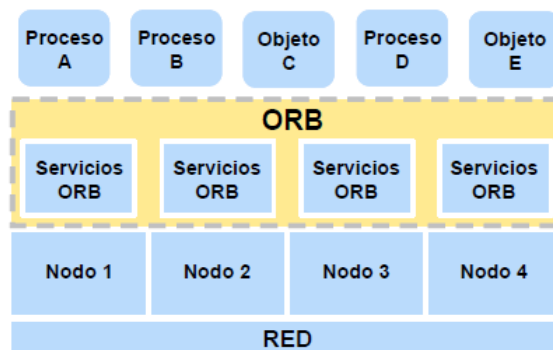 Proceso A
Proceso B
Objeto C
Proceso D
Objeto E
ORB
Servicios ORB
Servicios ORB
Servicios ORB
Servicios ORB
Nodo 1
Nodo 2
Nodo 3
Nodo 4
RED